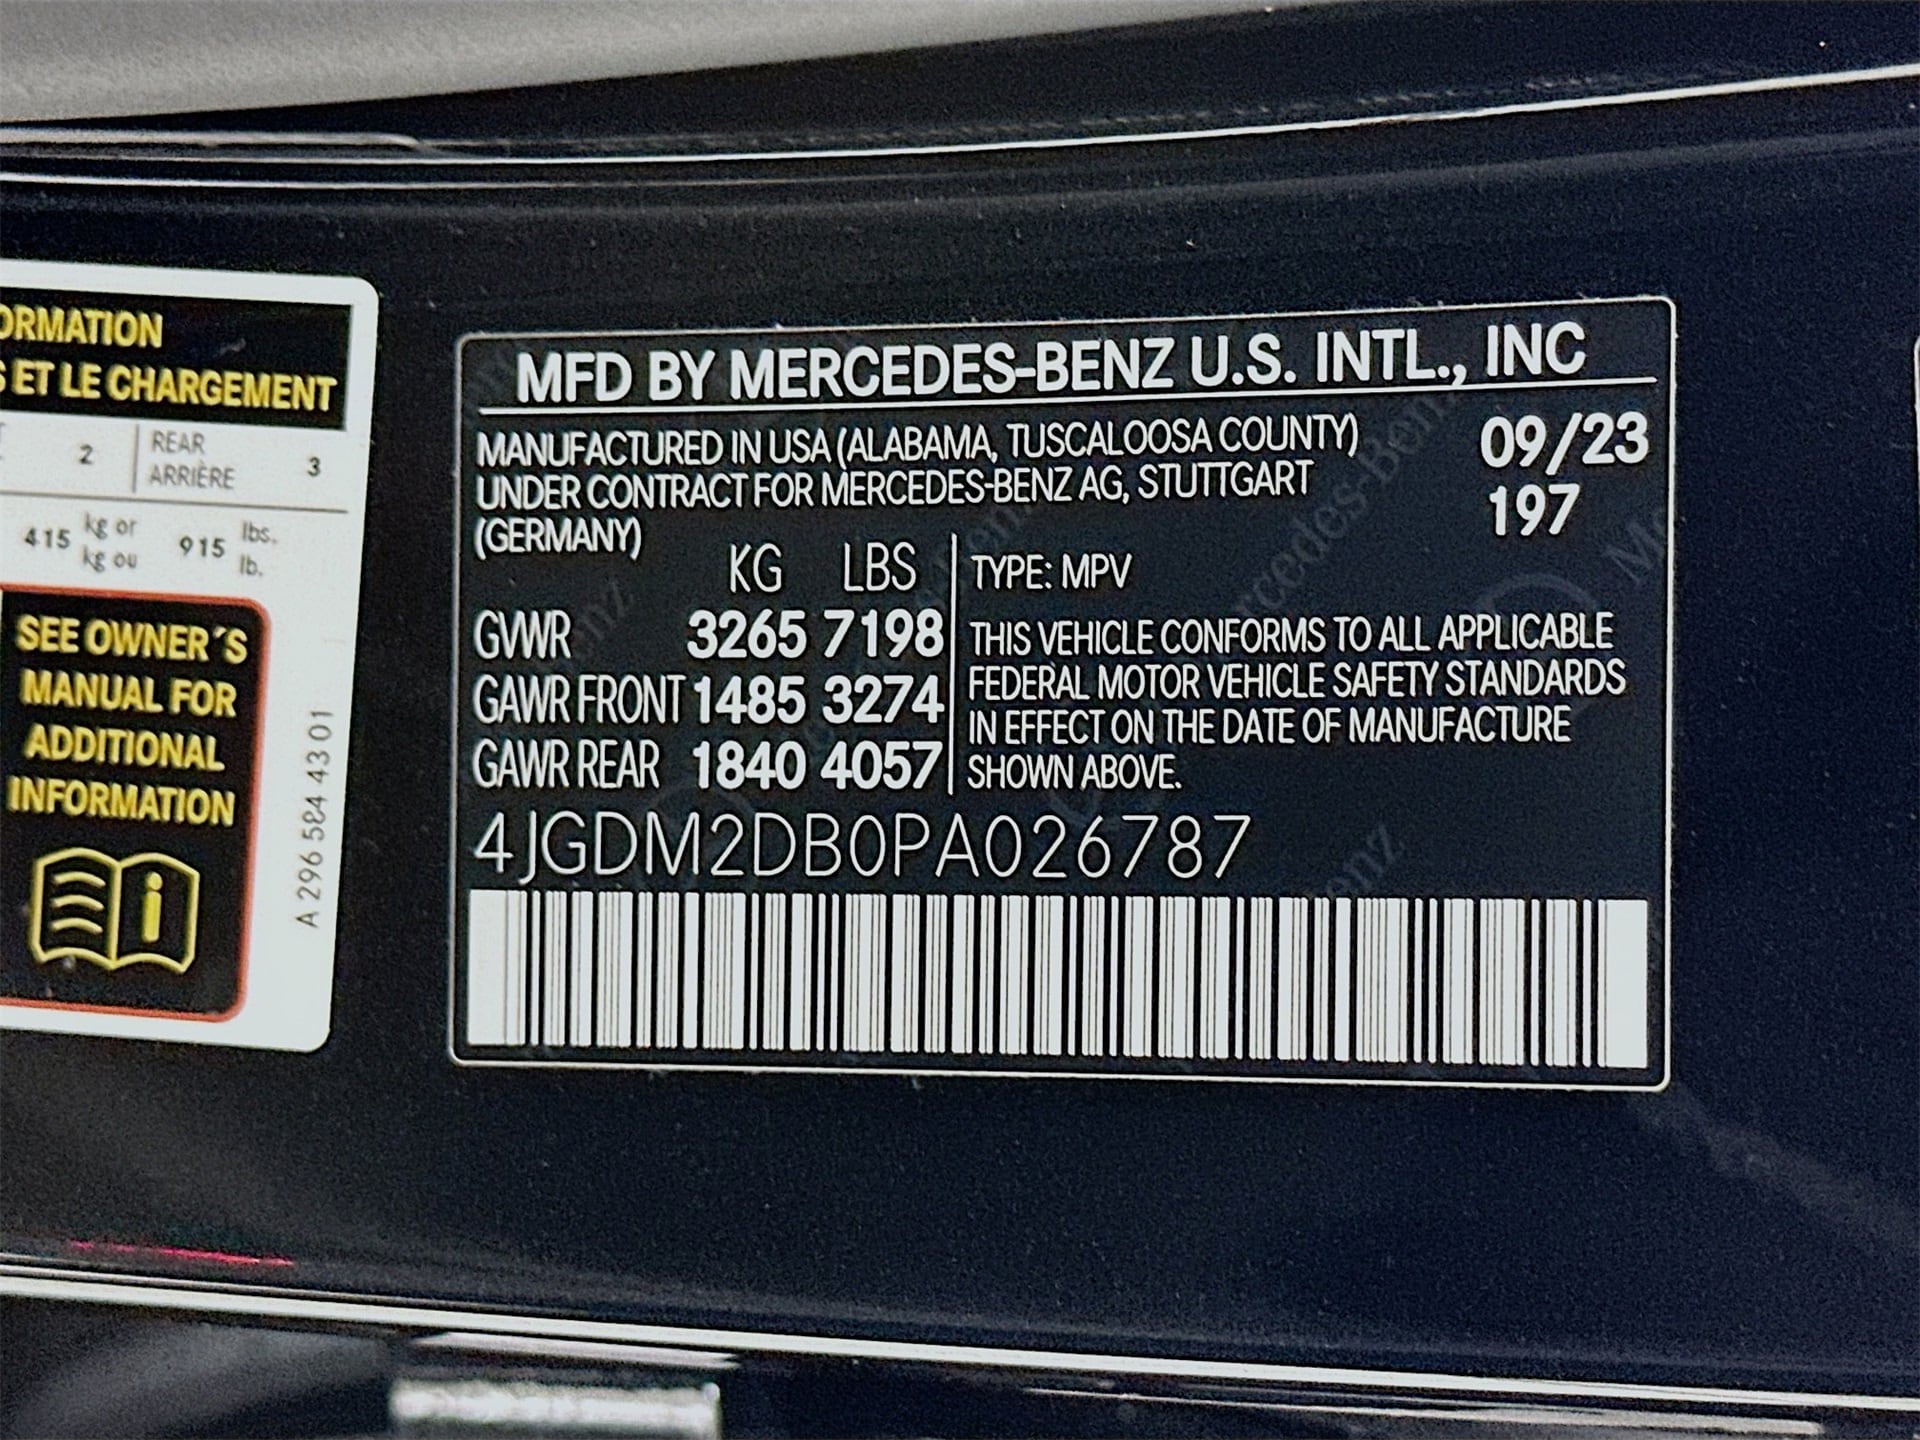 ORMATION
S ET LE CHARGEMENT
2 REAR 3
ARRIÈRE
415 kg or 915 lbs.
kg ou lb.
SEE OWNER´S
MANUAL FOR
ADDITIONAL
INFORMATION
A 296 584 43 01
MFD BY MERCEDES-BENZ U.S. INTL., INC
MANUFACTURED IN USA (ALABAMA, TUSCALOOSA COUNTY) 09/23
UNDER CONTRACT FOR MERCEDES-BENZ AG, STUTTGART 197
(GERMANY)
KG LBS
GVWR 3265 7198
GAWR FRONT 1485 3274
GAWR REAR 1840 4057
TYPE: MPV
THIS VEHICLE CONFORMS TO ALL APPLICABLE
FEDERAL MOTOR VEHICLE SAFETY STANDARDS
IN EFFECT ON THE DATE OF MANUFACTURE
SHOWN ABOVE.
4JGDM2DB0PA026787